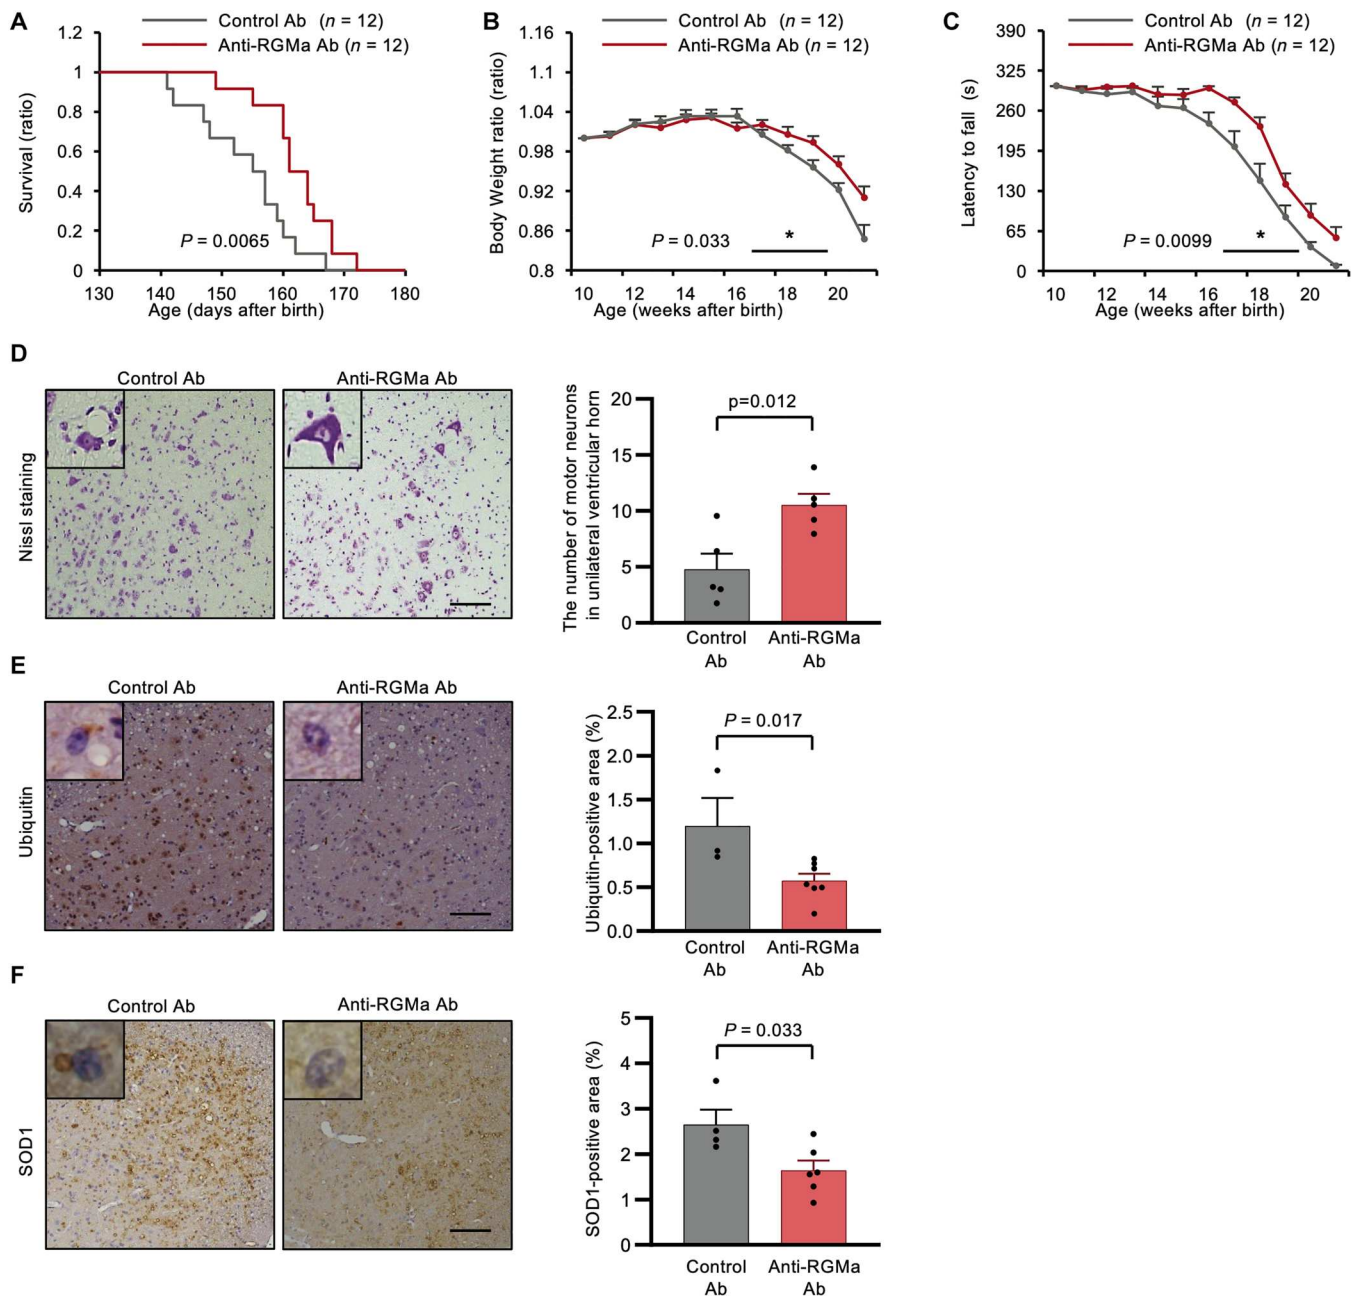 A
Control Ab (n = 12)
Anti-RGMa Ab (n = 12)
Survival (ratio)
1.2
1
0.8
0.6
0.4
0.2
0
P = 0.0065
130 140 150 160 170 180
Age (days after birth)
B
Control Ab (n = 12)
Anti-RGMa Ab (n = 12)
Body Weight ratio (ratio)
1.16
1.1
1.04
0.98
0.92
0.86
0.8
P = 0.033
*
10 12 14 16 18 20
Age (weeks after birth)
C
Control Ab (n = 12)
Anti-RGMa Ab (n = 12)
Latency to fall (s)
390
325
260
195
130
65
0
P = 0.0099
*
10 12 14 16 18 20
Age (weeks after birth)
D
Control Ab
Anti-RGMa Ab
Nissl staining
The number of motor neurons
in unilateral ventricular horn
20
15
10
5
0
p=0.012
Control
Ab
Anti-RGMa
Ab
E
Control Ab
Anti-RGMa Ab
Ubiquitin
Ubiquitin-positive area (%)
2.5
2.0
1.5
1.0
0.5
0.0
P = 0.017
Control
Ab
Anti-RGMa
Ab
F
Control Ab
Anti-RGMa Ab
SOD1
SOD1-positive area (%)
5
4
3
2
1
0
P = 0.033
Control
Ab
Anti-RGMa
Ab